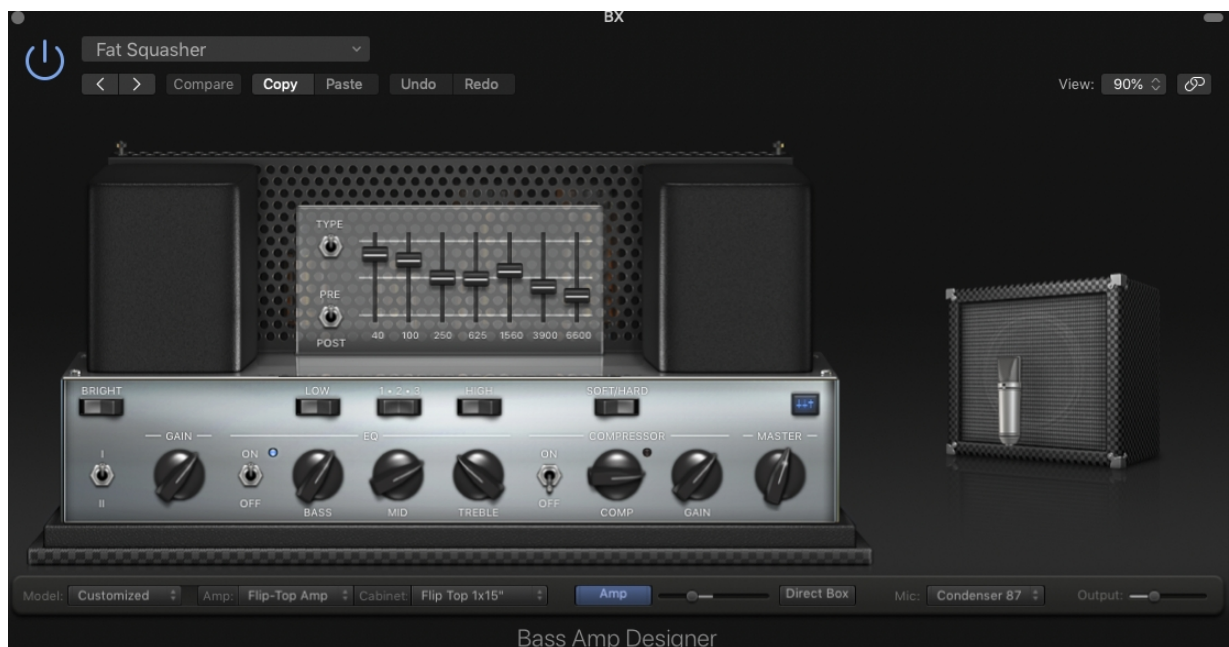 BX
Fat Squasher
Compare Copy Paste Undo Redo View: 90%
TYPE
PRE
POST
40 100 250 625 1560 3900 6600
BRIGHT LOW 1•2•3 HIGH SOFT/HARD
GAIN EQ COMPRESSOR MASTER
I ON ON
II OFF BASS MID TREBLE OFF COMP GAIN
Model: Customized Amp: Flip-Top Amp Cabinet: Flip Top 1x15" Amp Direct Box Mic: Condenser 87 Output:
Bass Amp Designer